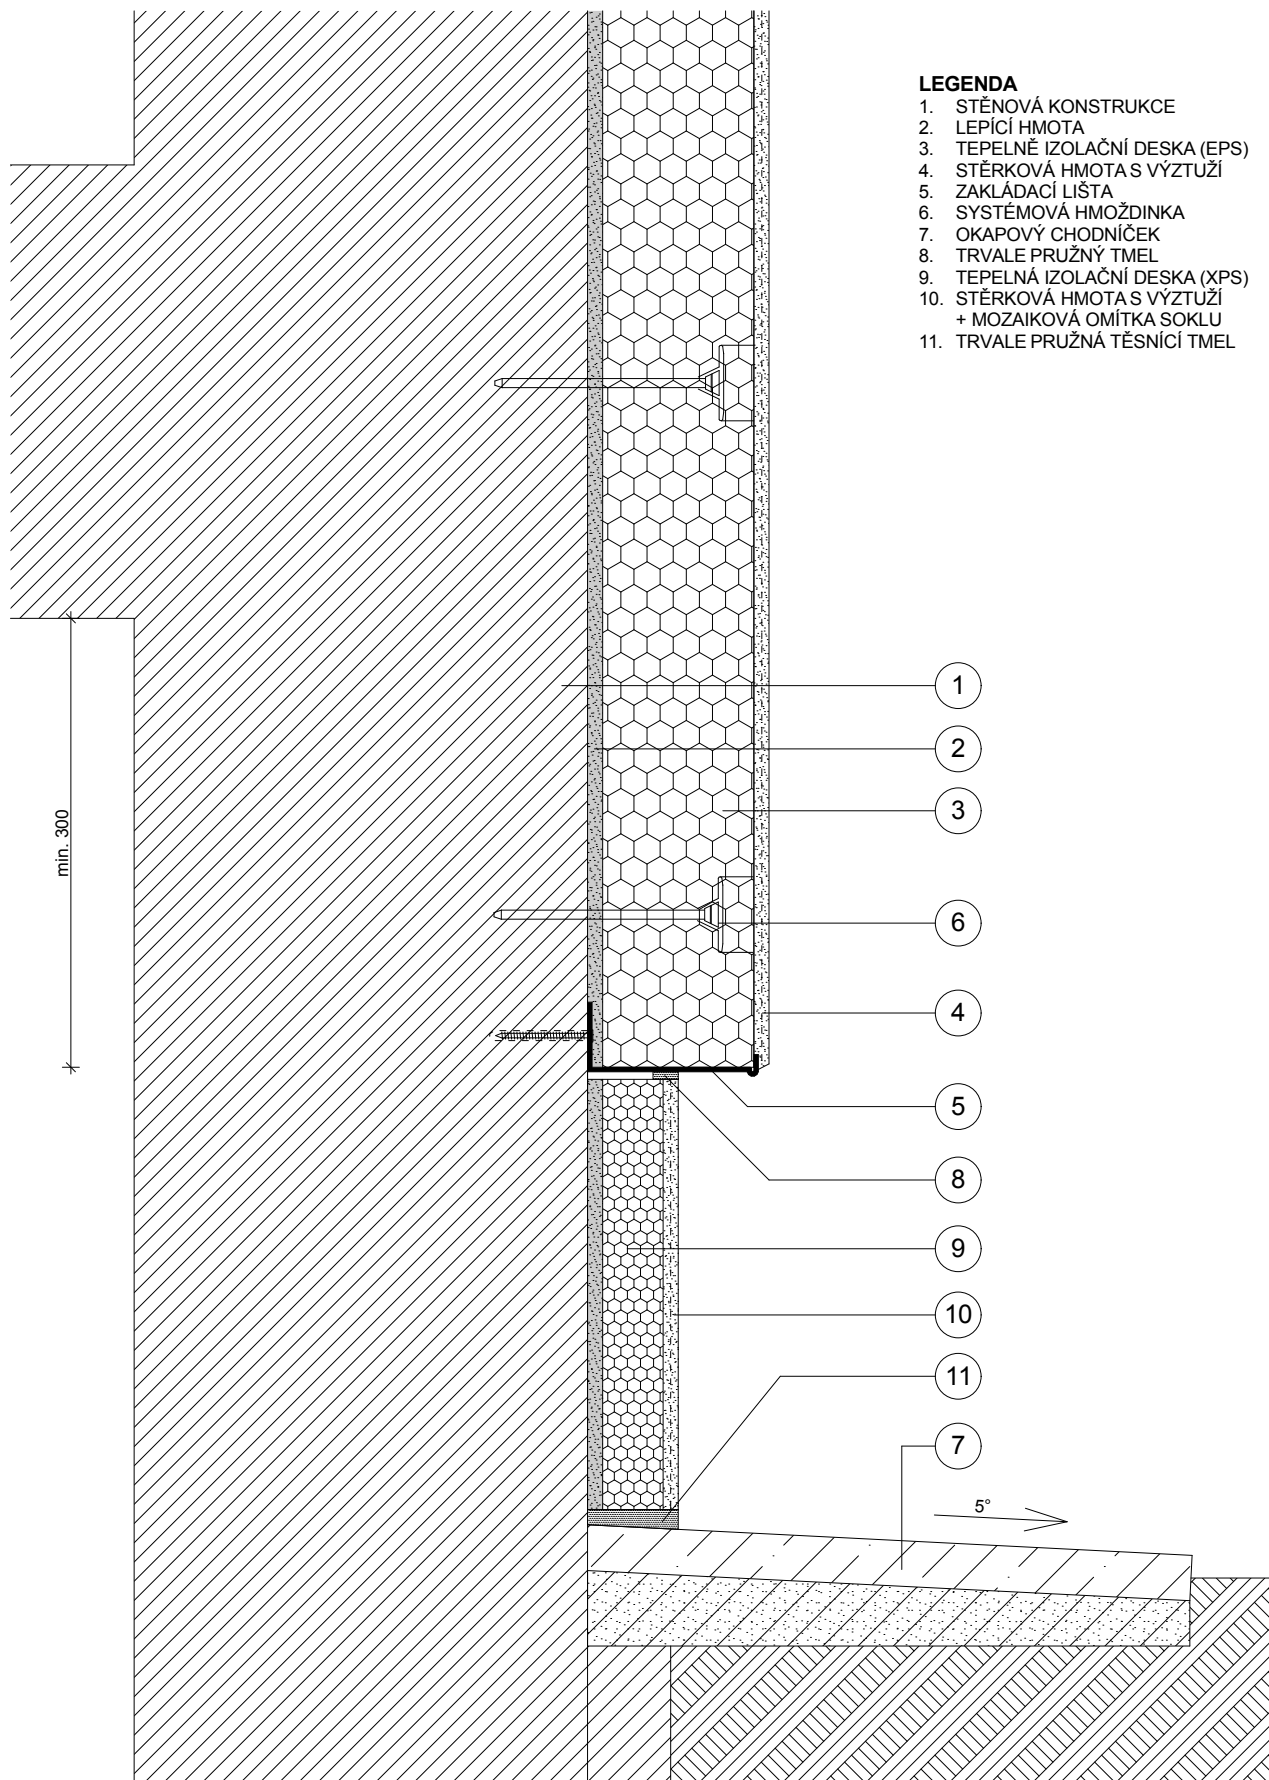 LEGENDA
1. STĚNOVÁ KONSTRUKCE
2. LEPÍCÍ HMOTA
3. TEPELNĚ IZOLAČNÍ DESKA (EPS)
4. STĚRKOVÁ HMOTA S VÝZTUŽÍ
5. ZAKLÁDACÍ LIŠTA
6. SYSTÉMOVÁ HMOŽDINKA
7. OKAPOVÝ CHODNÍČEK
8. TRVALE PRUŽNÝ TMEL
9. TEPELNÁ IZOLAČNÍ DESKA (XPS)
10. STĚRKOVÁ HMOTA S VÝZTUŽÍ
+ MOZAIKOVÁ OMÍTKA SOKLU
11. TRVALE PRUŽNÁ TĚSNÍCÍ TMEL
1
2
3
min. 300
6
4
5
8
9
10
11
7
5°